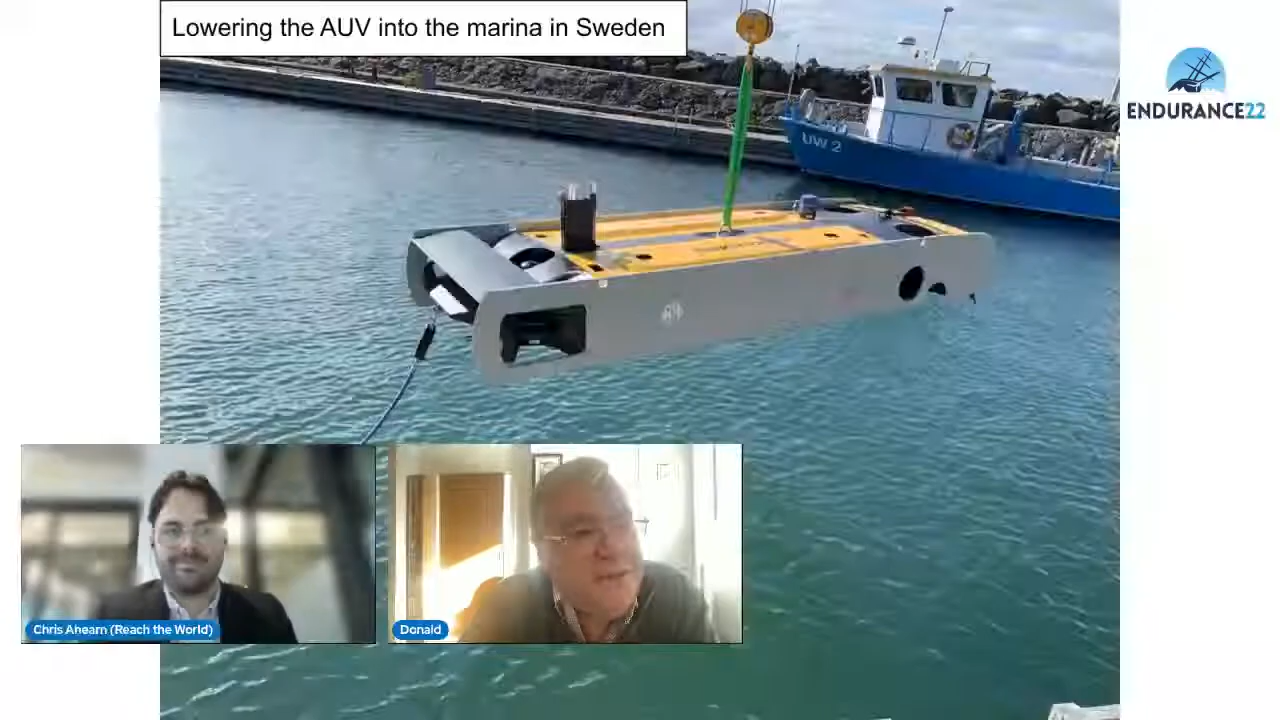 Lowering the AUV into the marina in Sweden
ENDURANCE22
UW 2
Chris Ahearn (Reach the World)
Donald